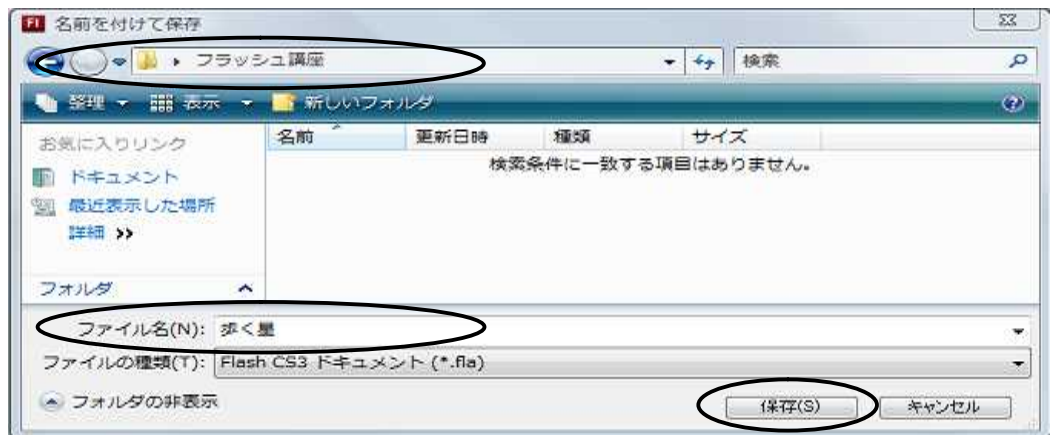 FL 名前を付けて保存
フラッシュ講座 検索
整理 表示 新しいフォルダ
お気に入りリンク 名前 更新日時 種類 サイズ
検索条件に一致する項目はありません。
ドキュメント
最近表示した場所
詳細 >>
フォルダ
ファイル名(N): 歩く星
ファイルの種類(T): Flash CS3 ドキュメント (*.fla)
フォルダの非表示 保存(S) キャンセル